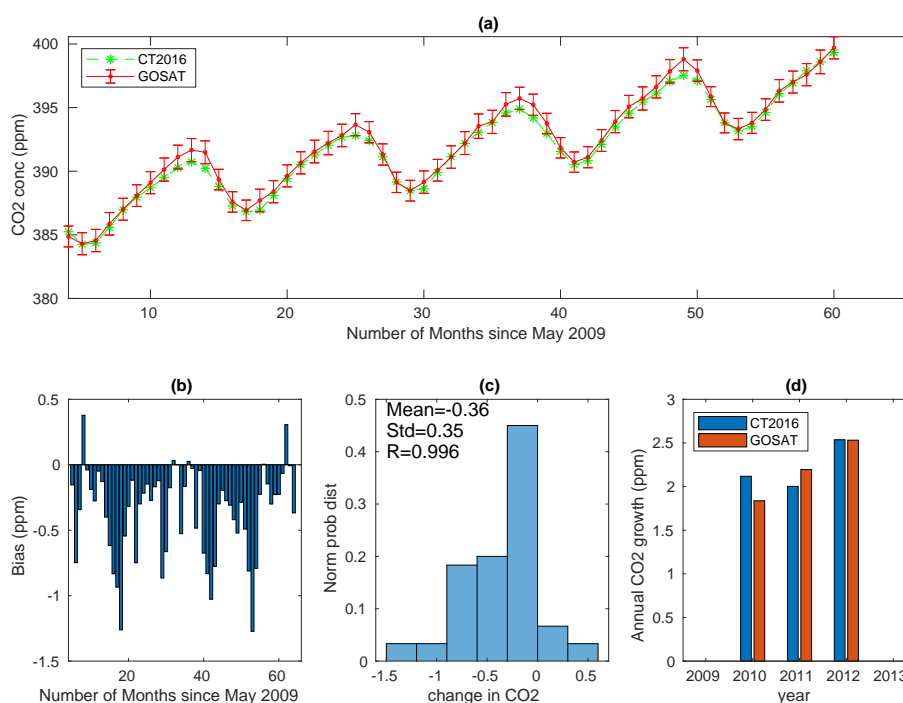 (a)
400
395
390
385
380
CO2 conc (ppm)
CT2016
GOSAT
10 20 30 40 50 60
Number of Months since May 2009
(b)
0.5
0
-0.5
-1
-1.5
Bias (ppm)
20 40 60
Number of Months since May 2009
(c)
Mean=-0.36
Std=0.35
R=0.996
0.5
0.4
0.3
0.2
0.1
0
Norm prob dist
-1.5 -1 -0.5 0 0.5
change in CO2
(d)
3
2.5
2
1.5
1
0.5
0
Annual CO2 growth (ppm)
CT2016
GOSAT
2009 2010 2011 2012 2013
year